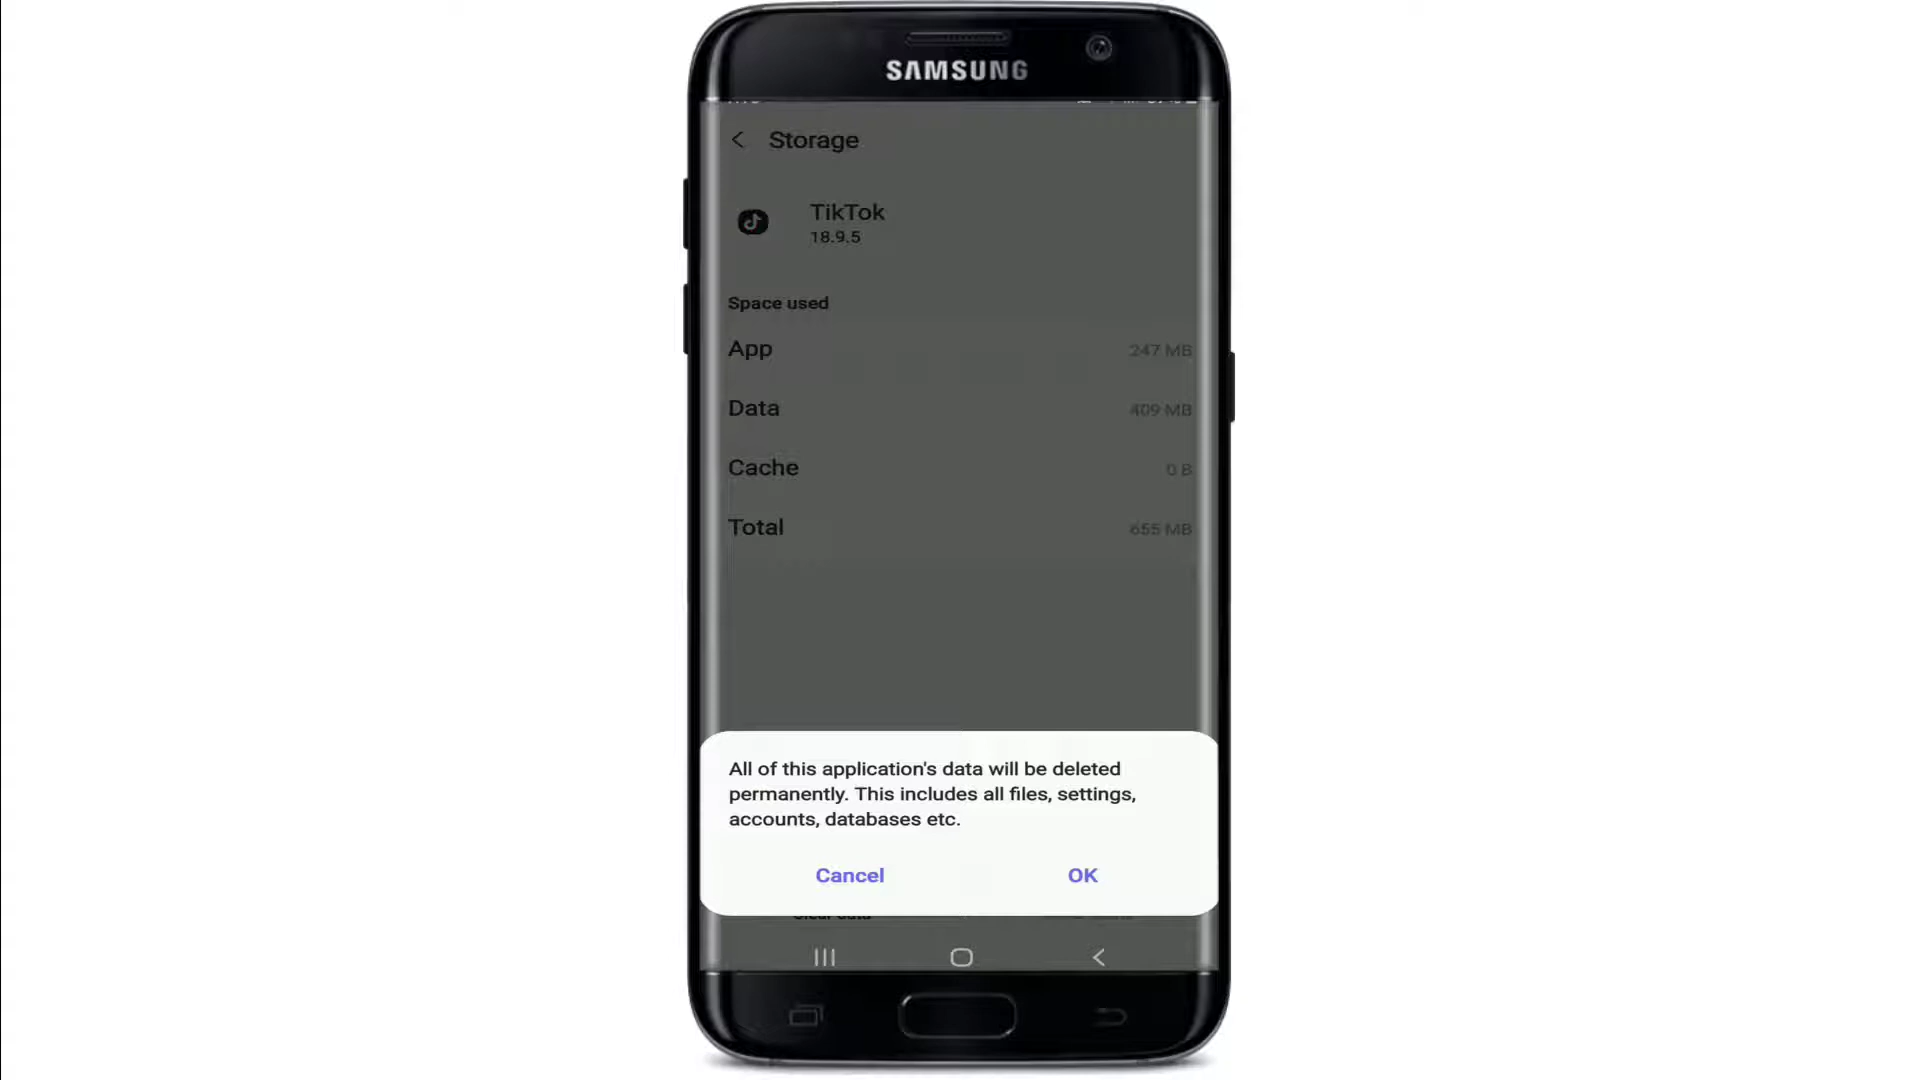 SAMSUNG
Storage
TikTok
18.9.5
Space used
App 247 MB
Data 409 MB
Cache 0 B
Total 655 MB
All of this application's data will be deleted
permanently. This includes all files, settings,
accounts, databases etc.
Cancel OK
Clear data